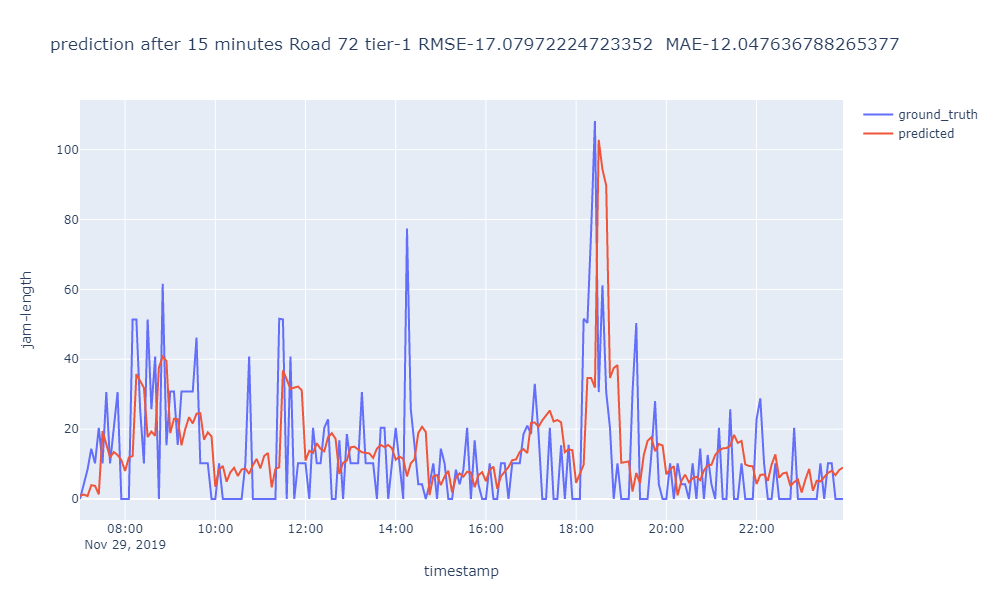 prediction after 15 minutes Road 72 tier-1 RMSE-17.07972224723352  MAE-12.047636788265377
ground_truth
predicted
100
80
60
40
20
0
jam-length
08:00 10:00 12:00 14:00 16:00 18:00 20:00 22:00
Nov 29, 2019
timestamp